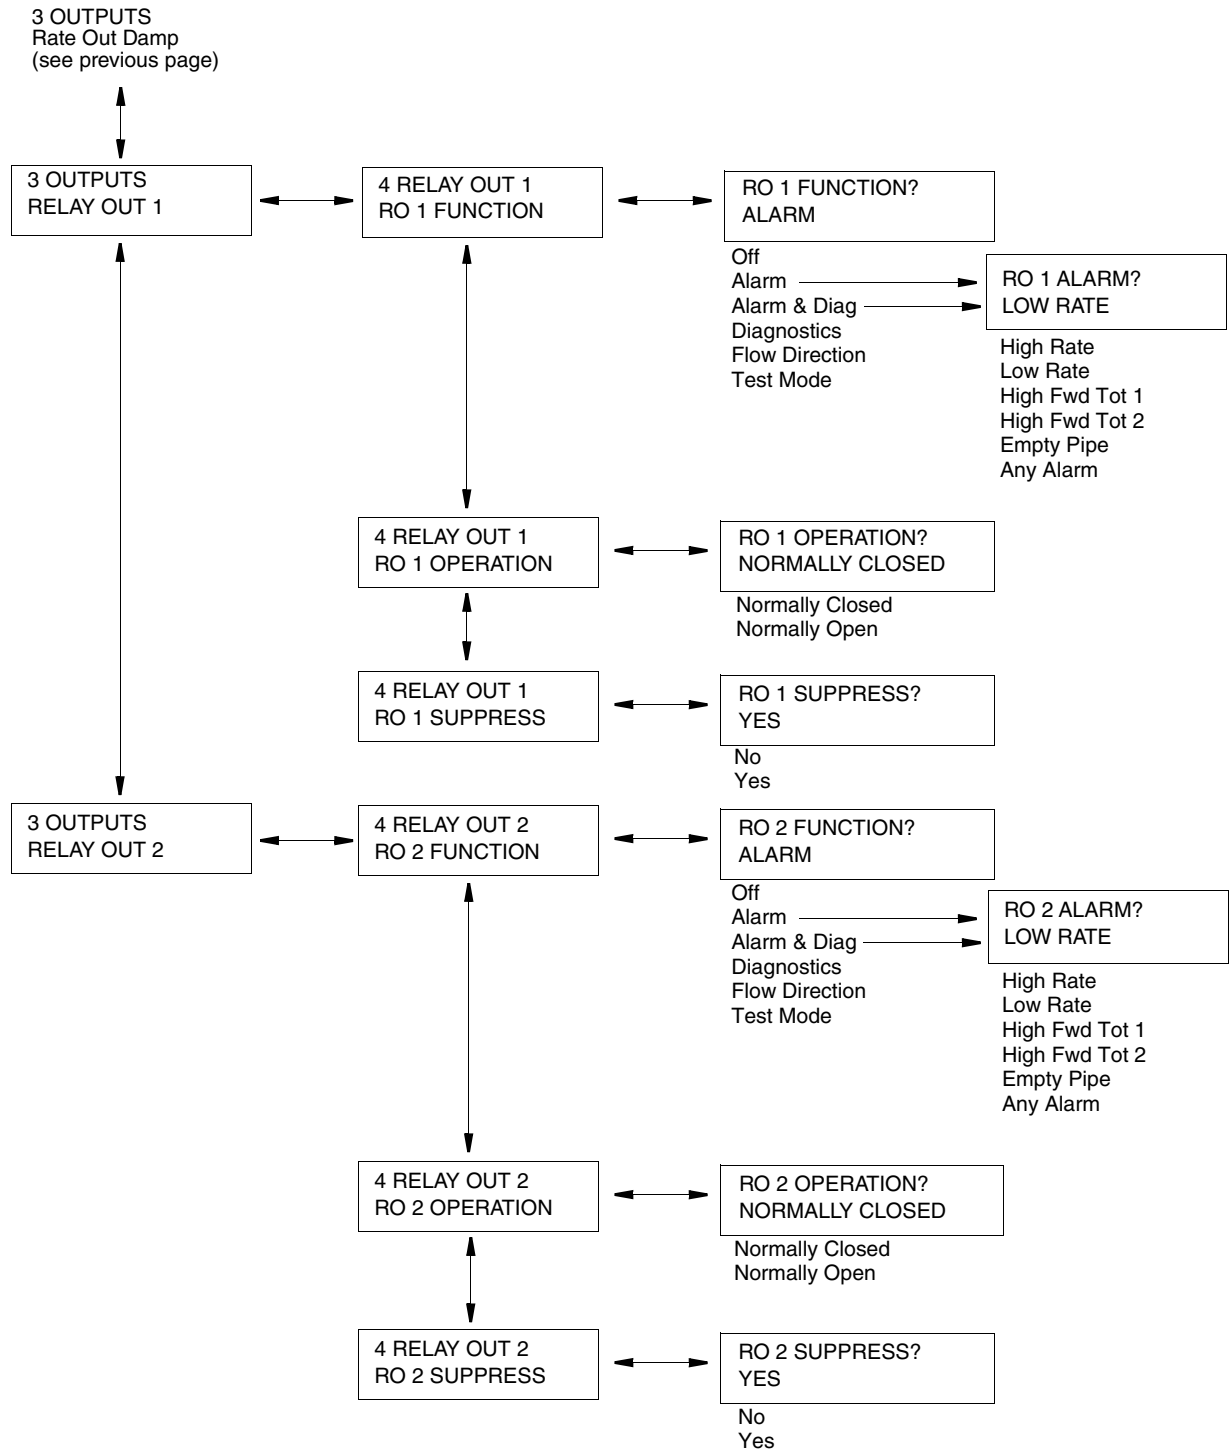 3 OUTPUTS
Rate Out Damp
(see previous page)
3 OUTPUTS
RELAY OUT 1
4 RELAY OUT 1
RO 1 FUNCTION
RO 1 FUNCTION?
ALARM
Off
Alarm
Alarm & Diag
Diagnostics
Flow Direction
Test Mode
RO 1 ALARM?
LOW RATE
High Rate
Low Rate
High Fwd Tot 1
High Fwd Tot 2
Empty Pipe
Any Alarm
4 RELAY OUT 1
RO 1 OPERATION
RO 1 OPERATION?
NORMALLY CLOSED
Normally Closed
Normally Open
4 RELAY OUT 1
RO 1 SUPPRESS
RO 1 SUPPRESS?
YES
No
Yes
3 OUTPUTS
RELAY OUT 2
4 RELAY OUT 2
RO 2 FUNCTION
RO 2 FUNCTION?
ALARM
Off
Alarm
Alarm & Diag
Diagnostics
Flow Direction
Test Mode
RO 2 ALARM?
LOW RATE
High Rate
Low Rate
High Fwd Tot 1
High Fwd Tot 2
Empty Pipe
Any Alarm
4 RELAY OUT 2
RO 2 OPERATION
RO 2 OPERATION?
NORMALLY CLOSED
Normally Closed
Normally Open
4 RELAY OUT 2
RO 2 SUPPRESS
RO 2 SUPPRESS?
YES
No
Yes